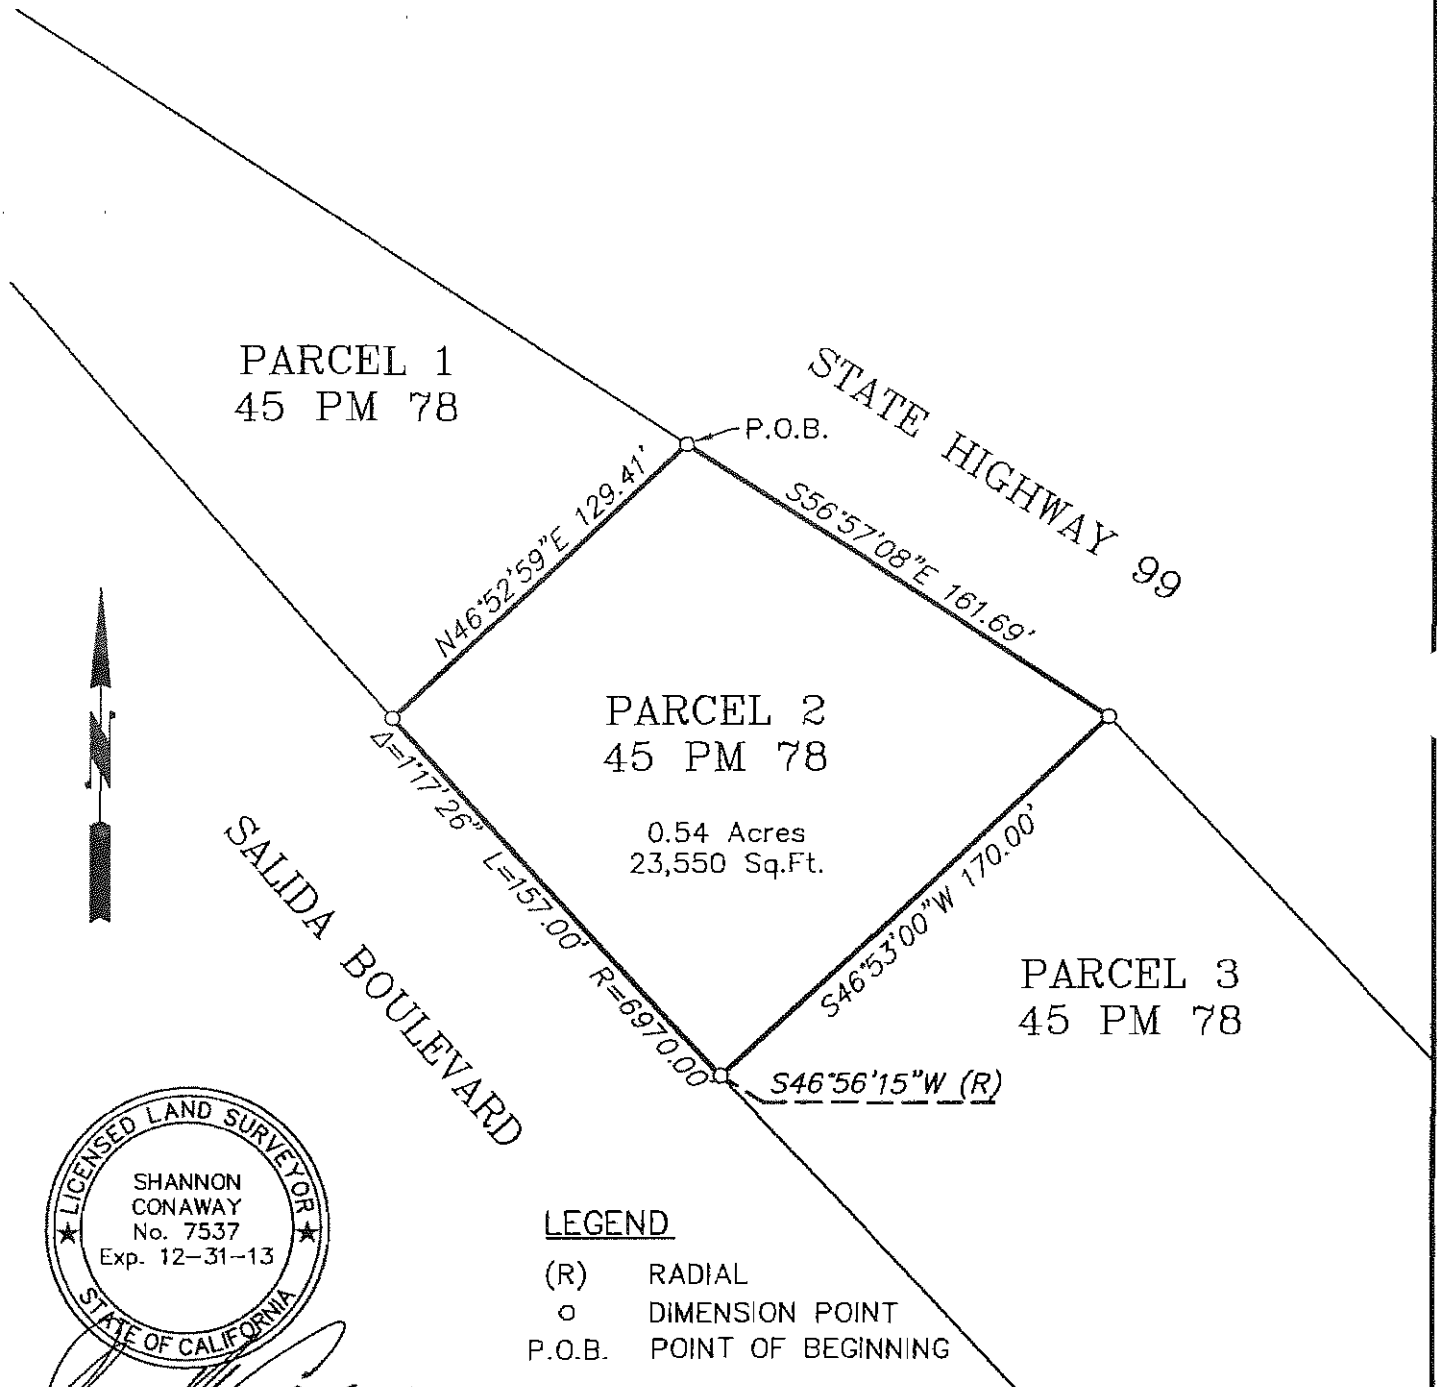 PARCEL 1
45 PM 78
STATE HIGHWAY 99
P.O.B.
N46°52'59"E 129.41'
S56°57'08"E 161.69'
PARCEL 2
45 PM 78
0.54 Acres
23,550 Sq.Ft.
N
Δ=1°17'26" L=157.00' R=6970.00'
SALIDA BOULEVARD
S46°53'00"W 170.00'
PARCEL 3
45 PM 78
S46°56'15"W (R)
LICENSED LAND SURVEYOR
SHANNON
CONAWAY
No. 7537
Exp. 12-31-13
STATE OF CALIFORNIA
LEGEND
(R) RADIAL
o DIMENSION POINT
P.O.B. POINT OF BEGINNING